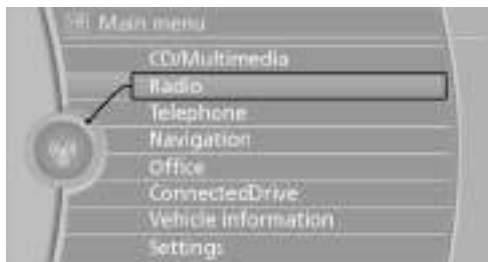 Main menu
CD/Multimedia
Radio
Telephone
Navigation
Office
ConnectedDrive
Vehicle information
Settings